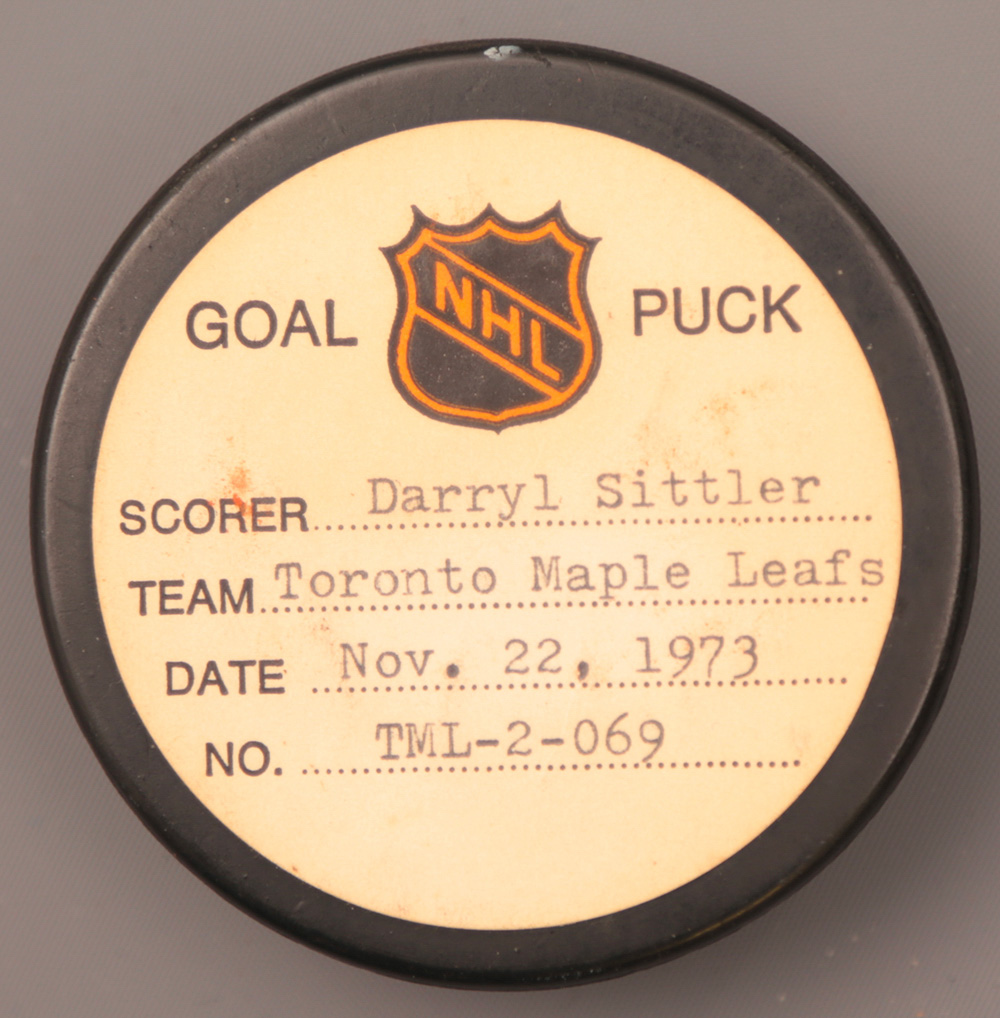 GOAL NHL PUCK
SCORER Darryl Sittler
TEAM Toronto Maple Leafs
DATE Nov. 22, 1973
NO. TML-2-069